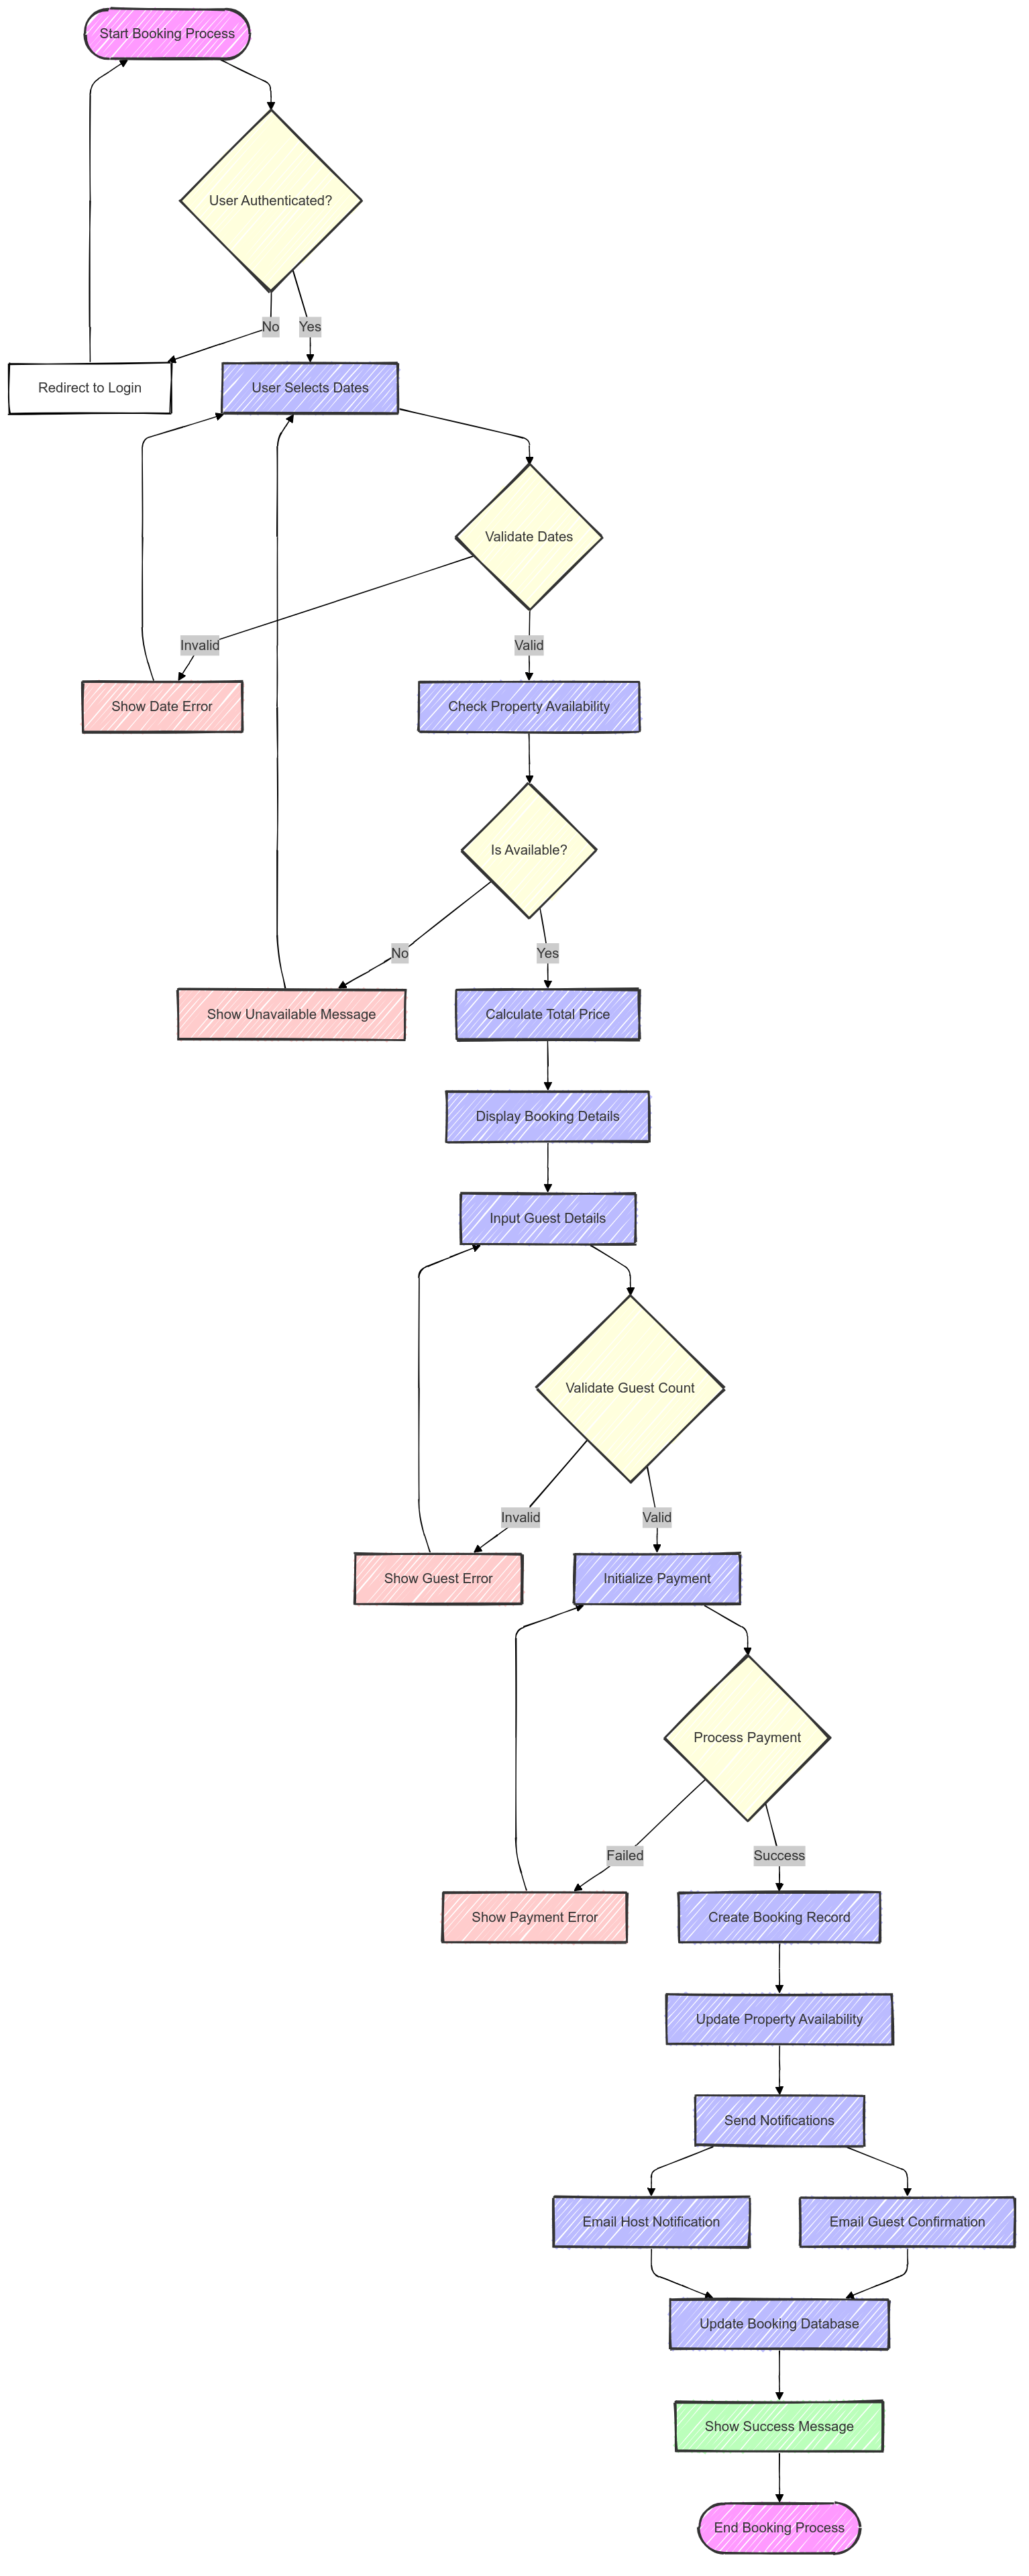 Start Booking Process
User Authenticated?
No
Yes
Redirect to Login
User Selects Dates
Validate Dates
Invalid
Valid
Show Date Error
Check Property Availability
Is Available?
No
Yes
Show Unavailable Message
Calculate Total Price
Display Booking Details
Input Guest Details
Validate Guest Count
Invalid
Valid
Show Guest Error
Initialize Payment
Process Payment
Failed
Success
Show Payment Error
Create Booking Record
Update Property Availability
Send Notifications
Email Host Notification
Email Guest Confirmation
Update Booking Database
Show Success Message
End Booking Process